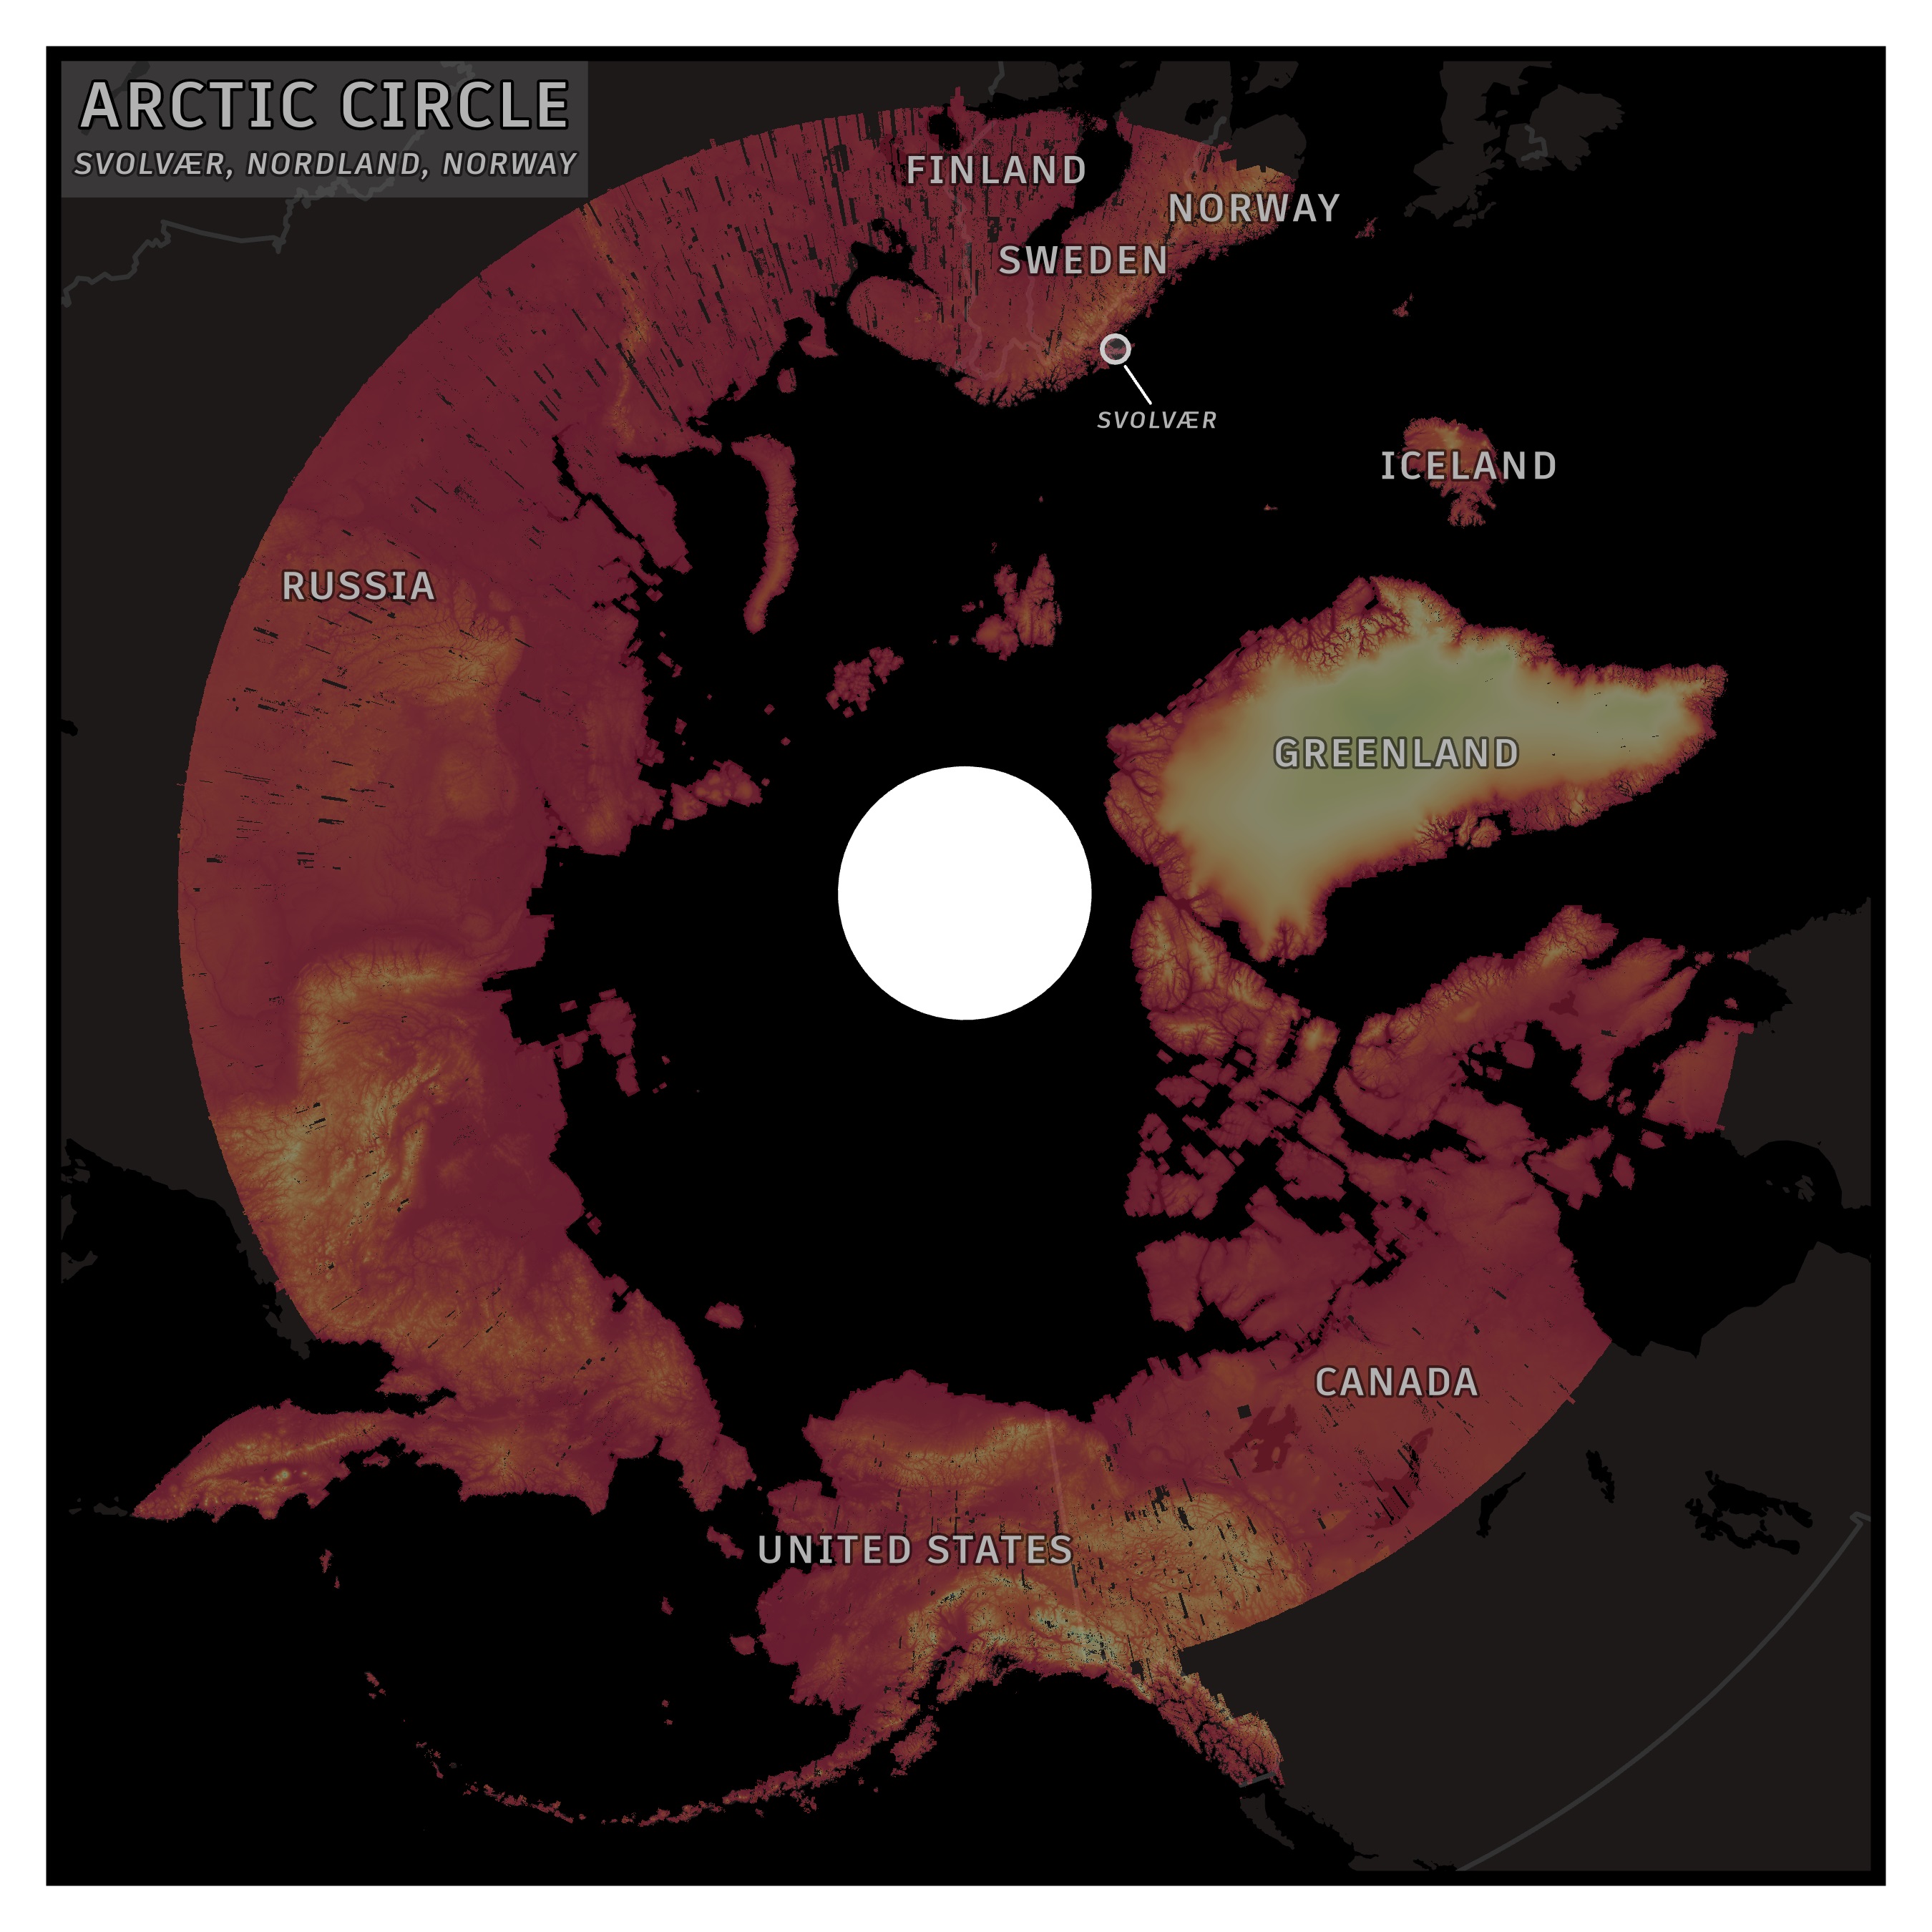 ARCTIC CIRCLE
SVOLVÆR, NORDLAND, NORWAY
FINLAND
NORWAY
SWEDEN
SVOLVÆR
ICELAND
RUSSIA
GREENLAND
CANADA
UNITED STATES